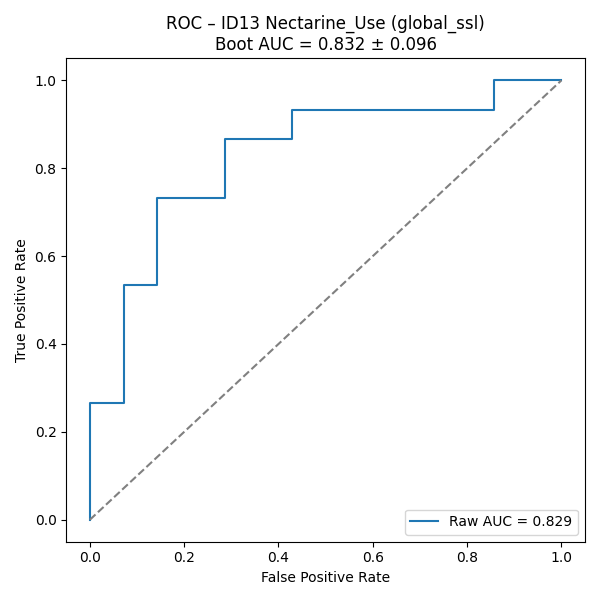 ROC – ID13 Nectarine_Use (global_ssl)
Boot AUC = 0.832 ± 0.096
True Positive Rate
1.0
0.8
0.6
0.4
0.2
0.0
Raw AUC = 0.829
0.0 0.2 0.4 0.6 0.8 1.0
False Positive Rate